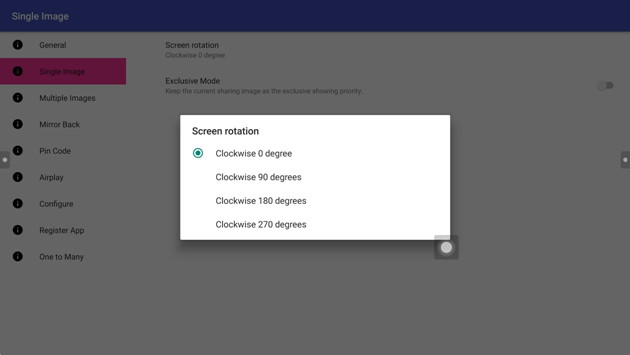 Single Image
General
Single Image
Multiple Images
Mirror Back
Pin Code
Airplay
Configure
Register App
One to Many
Screen rotation
Clockwise 0 degree
Exclusive Mode
Keep the current sharing image as the exclusive showing priority.
Screen rotation
Clockwise 0 degree
Clockwise 90 degrees
Clockwise 180 degrees
Clockwise 270 degrees